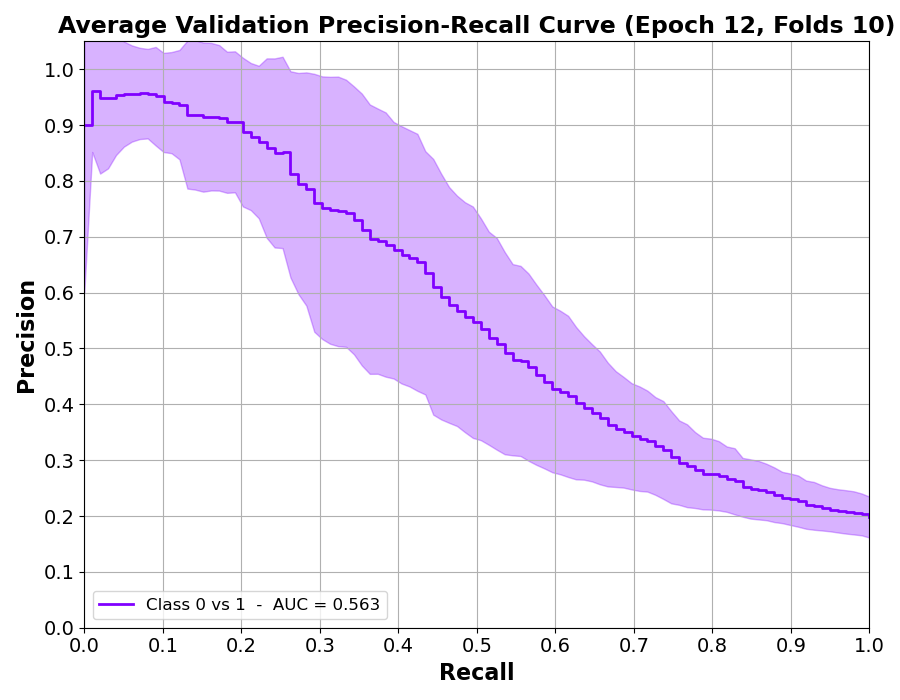 Average Validation Precision-Recall Curve (Epoch 12, Folds 10)
1.0
0.9
0.8
0.7
0.6
0.5
0.4
0.3
0.2
0.1
0.0
Precision
Class 0 vs 1 - AUC = 0.563
0.0 0.1 0.2 0.3 0.4 0.5 0.6 0.7 0.8 0.9 1.0
Recall